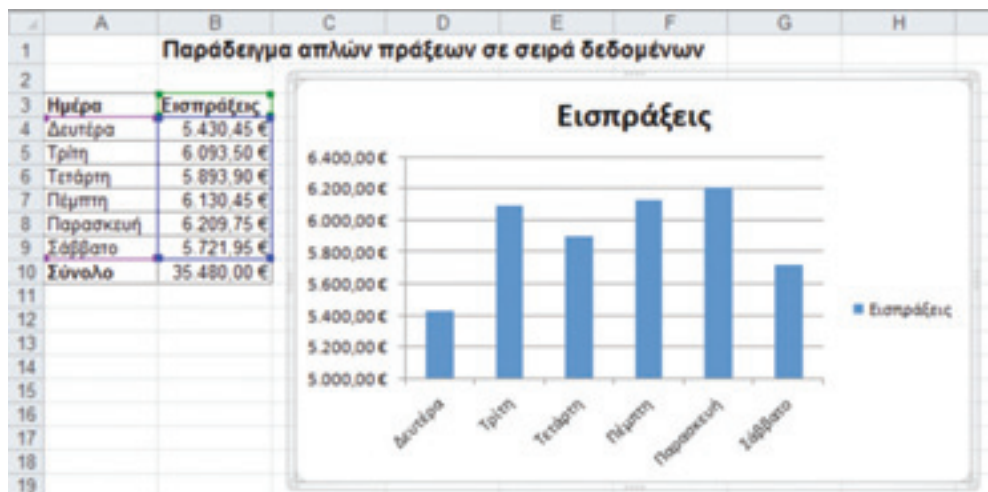 A B C D E F G H
1 Παράδειγμα απλών πράξεων σε σειρά δεδομένων
2
3 Ημέρα Εισπράξεις
4 Δευτέρα 5.430,45 €
5 Τρίτη 6.093,50 €
6 Τετάρτη 5.893,90 €
7 Πέμπτη 6.130,45 €
8 Παρασκευή 6.209,75 €
9 Σάββατο 5.721,95 €
10 Σύνολο 35.480,00 €
11
12
13
14
15
16
17
18
19
Εισπράξεις
6.400,00 €
6.200,00 €
6.000,00 €
5.800,00 €
5.600,00 €
5.400,00 €
5.200,00 €
5.000,00 €
Δευτέρα Τρίτη Τετάρτη Πέμπτη Παρασκευή Σάββατο
Εισπράξεις